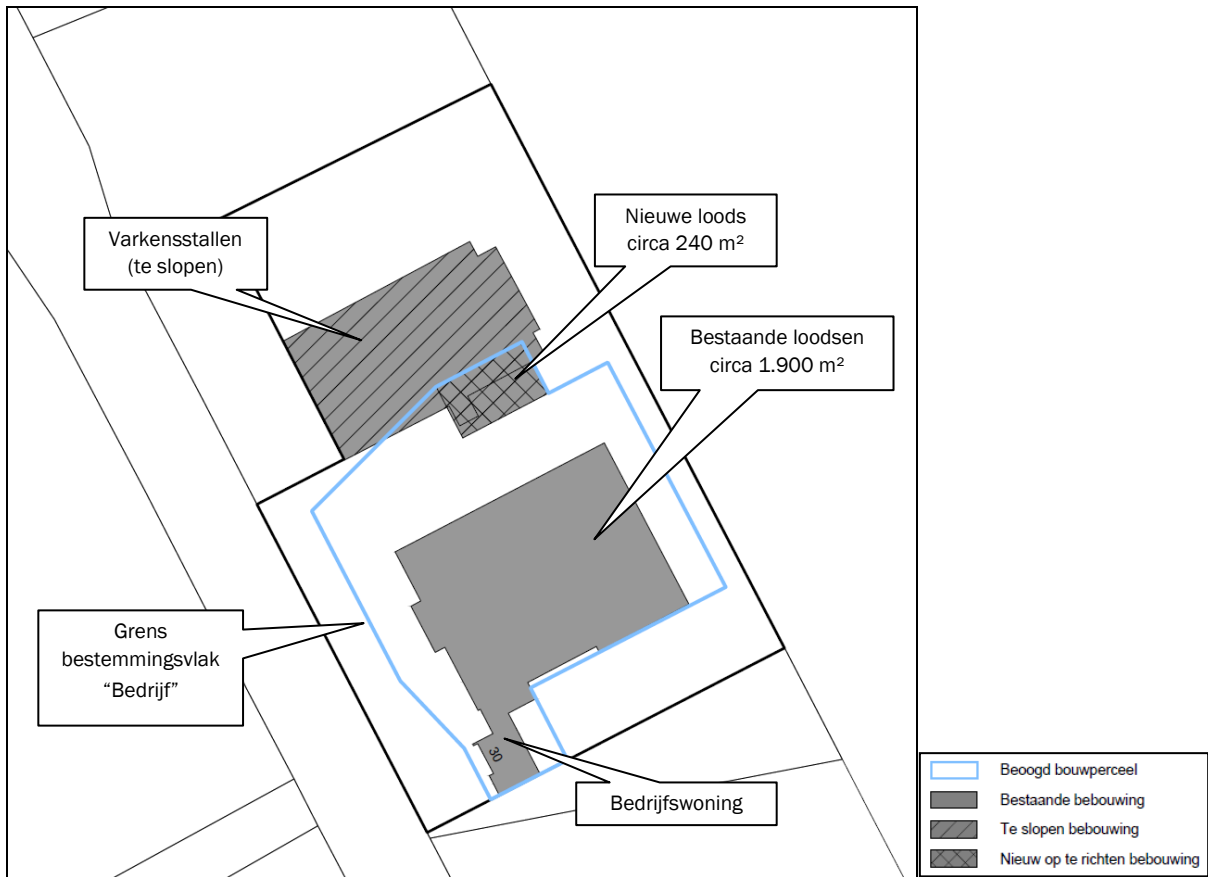 Varkensstallen
(te slopen)
Nieuwe loods
circa 240 m²
Bestaande loodsen
circa 1.900 m²
Grens
bestemmingsvlak
“Bedrijf”
30
Bedrijfswoning
Beoogd bouwperceel
Bestaande bebouwing
Te slopen bebouwing
Nieuw op te richten bebouwing